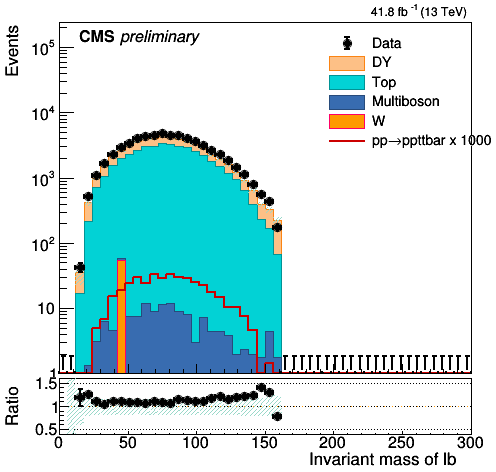 41.8 fb⁻¹ (13 TeV)
CMS preliminary
Events
10⁵
10⁴
10³
10²
10
1
Data
DY
Top
Multiboson
W
pp→ppttbar x 1000
Ratio
1.5
1
0.5
0 50 100 150 200 250 300
Invariant mass of lb